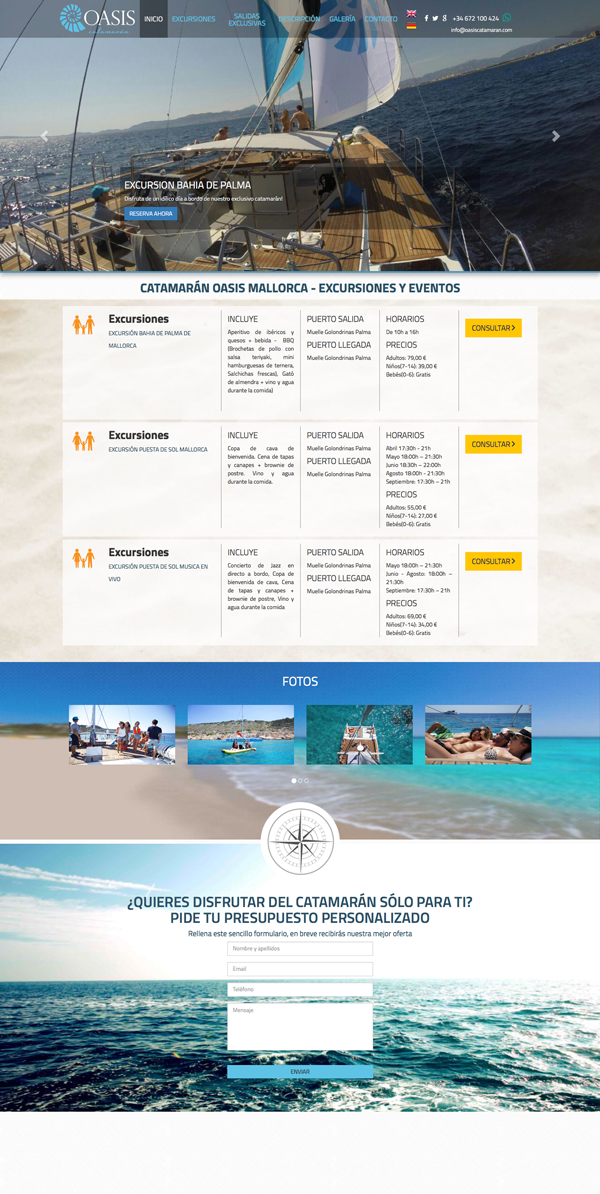 OASIS
catamarán
INICIO
EXCURSIONES
SALIDAS
EXCLUSIVAS
DESCRIPCIÓN
GALERÍA
CONTACTO
+34 672 100 424
info@oasiscatamaran.com
EXCURSION BAHIA DE PALMA
Disfruta de un idílico día a bordo de nuestro exclusivo catamarán!
RESERVA AHORA
CATAMARÁN OASIS MALLORCA - EXCURSIONES Y EVENTOS
Excursiones
EXCURSIÓN BAHIA DE PALMA DE
MALLORCA
INCLUYE
Aperitivo de ibéricos y
quesos + bebida - BBQ
(Brochetas de pollo con
salsa teriyaki, mini
hamburguesas de ternera,
Salchichas frescas), Gató
de almendra + vino y agua
durante la comida)
PUERTO SALIDA
Muelle Golondrinas Palma
PUERTO LLEGADA
Muelle Golondrinas Palma
HORARIOS
De 10h a 16h
PRECIOS
Adultos: 79,00 €
Niños(7-14): 39,00 €
Bebés(0-6): Gratis
CONSULTAR >
Excursiones
EXCURSIÓN PUESTA DE SOL MALLORCA
INCLUYE
Copa de cava de
bienvenida, Cena de tapas
y canapes + brownie de
postre. Vino y agua
durante la comida.
PUERTO SALIDA
Muelle Golondrinas Palma
PUERTO LLEGADA
Muelle Golondrinas Palma
HORARIOS
Abril 17:30h - 21h
Mayo 18:00h – 21:30h
Junio 18:30h – 22:00h
Agosto 18:00h - 21:30h
Septiembre: 17:30h – 21h
PRECIOS
Adultos: 55,00 €
Niños(7-14): 27,00 €
Bebés(0-6): Gratis
CONSULTAR >
Excursiones
EXCURSIÓN PUESTA DE SOL MUSICA EN
VIVO
INCLUYE
Concierto de Jazz en
directo a bordo, Copa de
bienvenida de cava, Cena
de tapas y canapes +
brownie de postre, Vino y
agua durante la comida
PUERTO SALIDA
Muelle Golondrinas Palma
PUERTO LLEGADA
Muelle Golondrinas Palma
HORARIOS
Mayo 18:00h – 21:30h
Junio - Agosto: 18:00h –
21:30h
Septiembre: 17:30h – 21h
PRECIOS
Adultos: 69,00 €
Niños(7-14): 34,00 €
Bebés(0-6): Gratis
CONSULTAR >
FOTOS
¿QUIERES DISFRUTAR DEL CATAMARÁN SÓLO PARA TI?
PIDE TU PRESUPUESTO PERSONALIZADO
Rellena este sencillo formulario, en breve recibirás nuestra mejor oferta
Nombre y apellidos
Email
Teléfono
Mensaje
ENVIAR